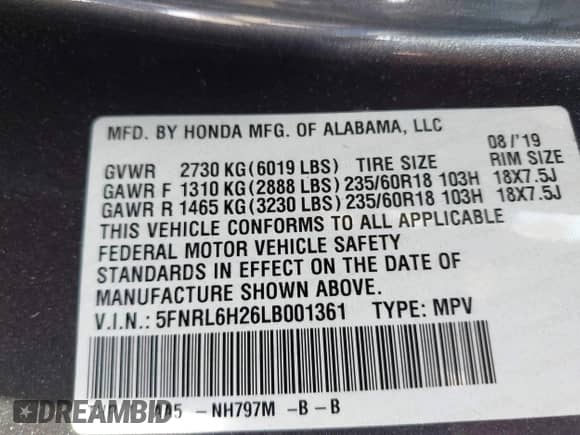 MFD. BY HONDA MFG. OF ALABAMA, LLC
08/'19
GVWR 2730 KG(6019 LBS) TIRE SIZE RIM SIZE
GAWR F 1310 KG(2888 LBS)235/60R18 103H 18X7.5J
GAWR R 1465 KG(3230 LBS)235/60R18 103H 18X7.5J
THIS VEHICLE CONFORMS TO ALL APPLICABLE
FEDERAL MOTOR VEHICLE SAFETY
STANDARDS IN EFFECT ON THE DATE OF
MANUFACTURE SHOWN ABOVE.
V.I.N.: 5FNRL6H26LB001361 TYPE: MPV
-NH797M -B-B
DREAMBID